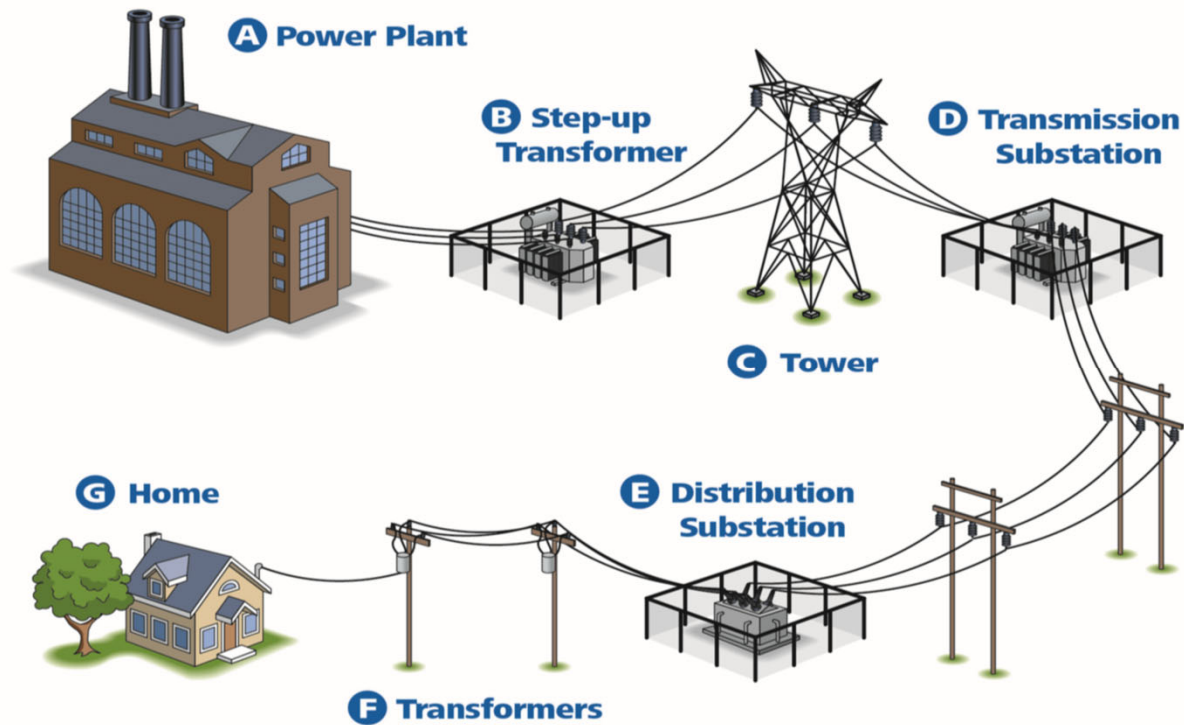 A Power Plant
B Step-up
Transformer
C Tower
D Transmission
Substation
E Distribution
Substation
F Transformers
G Home